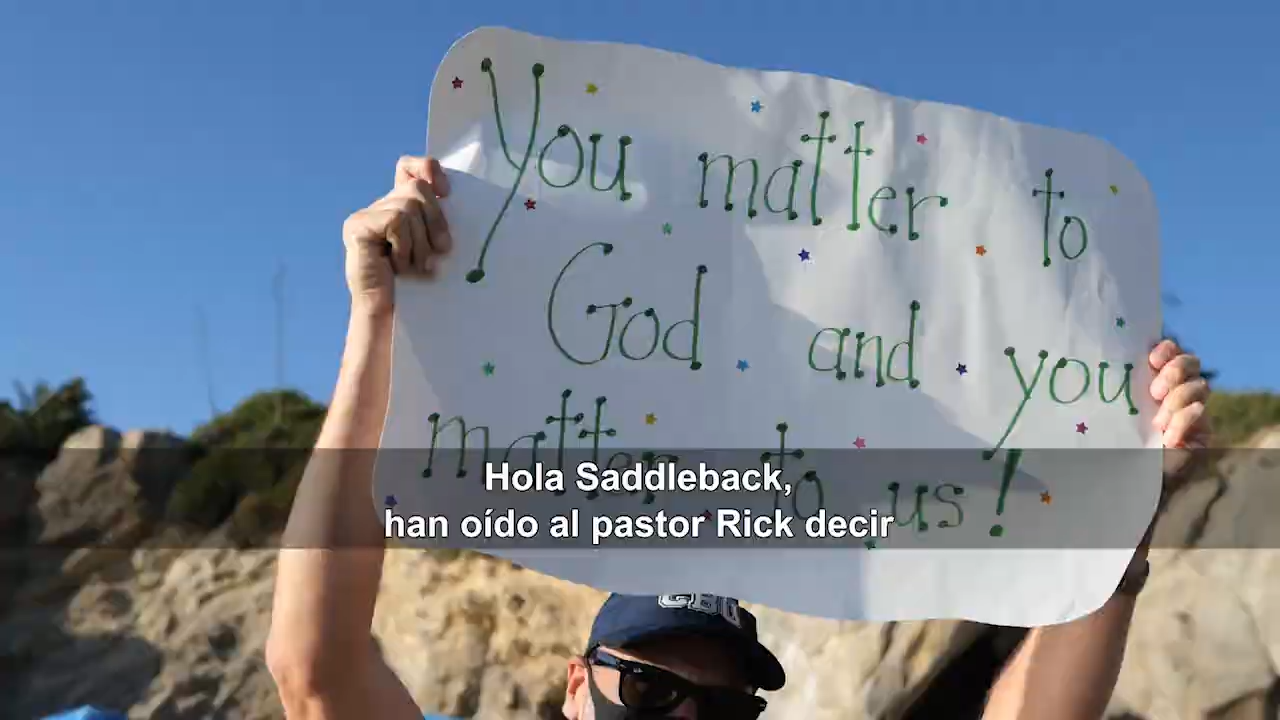 You matter to
God and you
matter to us!
Hola Saddleback,
han oído al pastor Rick decir